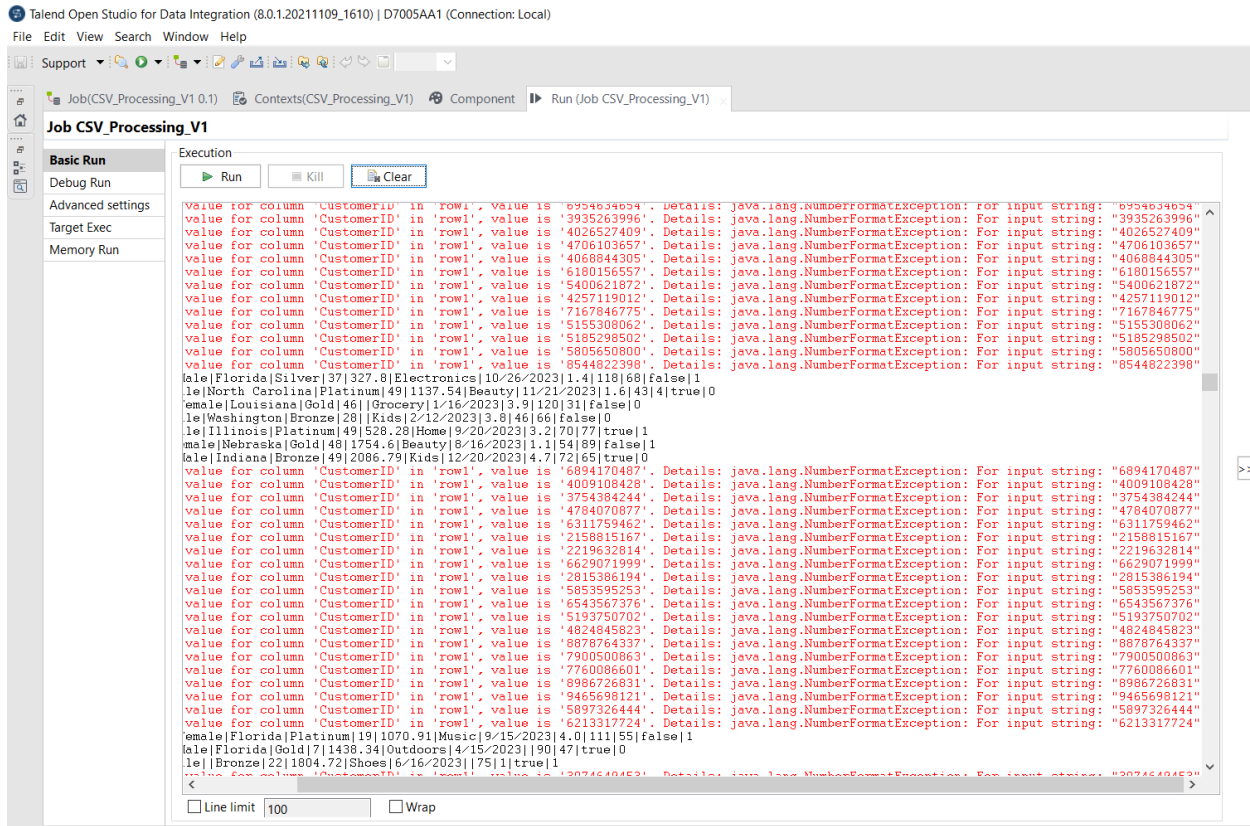 Talend Open Studio for Data Integration (8.0.1.20211109_1610) | D7005AA1 (Connection: Local)
File Edit View Search Window Help
Support
Job(CSV_Processing_V1 0.1) Contexts(CSV_Processing_V1) Component Run (Job CSV_Processing_V1)
Job CSV_Processing_V1
Basic Run
Debug Run
Advanced settings
Target Exec
Memory Run
Execution
Run Kill Clear
value for column 'CustomerID' in 'row1', value is '6954634654'. Details: java.lang.NumberFormatException: For input string: "6954634654"
value for column 'CustomerID' in 'row1', value is '3935263996'. Details: java.lang.NumberFormatException: For input string: "3935263996"
value for column 'CustomerID' in 'row1', value is '4026527409'. Details: java.lang.NumberFormatException: For input string: "4026527409"
value for column 'CustomerID' in 'row1', value is '4706103657'. Details: java.lang.NumberFormatException: For input string: "4706103657"
value for column 'CustomerID' in 'row1', value is '4068844305'. Details: java.lang.NumberFormatException: For input string: "4068844305"
value for column 'CustomerID' in 'row1', value is '6180156557'. Details: java.lang.NumberFormatException: For input string: "6180156557"
value for column 'CustomerID' in 'row1', value is '5400621872'. Details: java.lang.NumberFormatException: For input string: "5400621872"
value for column 'CustomerID' in 'row1', value is '4257119012'. Details: java.lang.NumberFormatException: For input string: "4257119012"
value for column 'CustomerID' in 'row1', value is '7167846775'. Details: java.lang.NumberFormatException: For input string: "7167846775"
value for column 'CustomerID' in 'row1', value is '5155308062'. Details: java.lang.NumberFormatException: For input string: "5155308062"
value for column 'CustomerID' in 'row1', value is '5185298502'. Details: java.lang.NumberFormatException: For input string: "5185298502"
value for column 'CustomerID' in 'row1', value is '5805650800'. Details: java.lang.NumberFormatException: For input string: "5805650800"
value for column 'CustomerID' in 'row1', value is '8544822398'. Details: java.lang.NumberFormatException: For input string: "8544822398"
ale|Florida|Silver|37|327.8|Electronics|10/26/2023|1.4|118|68|false|1
le|North Carolina|Platinum|49|1137.54|Beauty|11/21/2023|1.6|43|4|true|0
emale|Louisiana|Gold|46||Grocery|1/16/2023|3.9|120|31|false|0
le|Washington|Bronze|28||Kids|2/12/2023|3.8|46|66|false|0
le|Illinois|Platinum|49|528.28|Home|9/20/2023|3.2|70|77|true|1
male|Nebraska|Gold|48|1754.6|Beauty|8/16/2023|1.1|54|89|false|1
ale|Indiana|Bronze|49|2086.79|Kids|12/20/2023|4.7|72|65|true|0
value for column 'CustomerID' in 'row1', value is '6894170487'. Details: java.lang.NumberFormatException: For input string: "6894170487"
value for column 'CustomerID' in 'row1', value is '4009108428'. Details: java.lang.NumberFormatException: For input string: "4009108428"
value for column 'CustomerID' in 'row1', value is '3754384244'. Details: java.lang.NumberFormatException: For input string: "3754384244"
value for column 'CustomerID' in 'row1', value is '4784070877'. Details: java.lang.NumberFormatException: For input string: "4784070877"
value for column 'CustomerID' in 'row1', value is '6311759462'. Details: java.lang.NumberFormatException: For input string: "6311759462"
value for column 'CustomerID' in 'row1', value is '2158815167'. Details: java.lang.NumberFormatException: For input string: "2158815167"
value for column 'CustomerID' in 'row1', value is '2219632814'. Details: java.lang.NumberFormatException: For input string: "2219632814"
value for column 'CustomerID' in 'row1', value is '6629071999'. Details: java.lang.NumberFormatException: For input string: "6629071999"
value for column 'CustomerID' in 'row1', value is '2815386194'. Details: java.lang.NumberFormatException: For input string: "2815386194"
value for column 'CustomerID' in 'row1', value is '5853595253'. Details: java.lang.NumberFormatException: For input string: "5853595253"
value for column 'CustomerID' in 'row1', value is '6543567376'. Details: java.lang.NumberFormatException: For input string: "6543567376"
value for column 'CustomerID' in 'row1', value is '5193750702'. Details: java.lang.NumberFormatException: For input string: "5193750702"
value for column 'CustomerID' in 'row1', value is '4824845823'. Details: java.lang.NumberFormatException: For input string: "4824845823"
value for column 'CustomerID' in 'row1', value is '8878764337'. Details: java.lang.NumberFormatException: For input string: "8878764337"
value for column 'CustomerID' in 'row1', value is '7900500863'. Details: java.lang.NumberFormatException: For input string: "7900500863"
value for column 'CustomerID' in 'row1', value is '7760086601'. Details: java.lang.NumberFormatException: For input string: "7760086601"
value for column 'CustomerID' in 'row1', value is '8986726831'. Details: java.lang.NumberFormatException: For input string: "8986726831"
value for column 'CustomerID' in 'row1', value is '9465698121'. Details: java.lang.NumberFormatException: For input string: "9465698121"
value for column 'CustomerID' in 'row1', value is '5897326444'. Details: java.lang.NumberFormatException: For input string: "5897326444"
value for column 'CustomerID' in 'row1', value is '6213317724'. Details: java.lang.NumberFormatException: For input string: "6213317724"
emale|Florida|Platinum|19|1070.91|Music|9/15/2023|4.0|111|55|false|1
ale|Florida|Gold|7|1438.34|Outdoors|4/15/2023||90|47|true|0
le||Bronze|22|1804.72|Shoes|6/16/2023||75|1|true|1
value for column 'CustomerID' in 'row1', value is Details: java.lang.NumberFormatException: For input string:
Line limit 100 Wrap